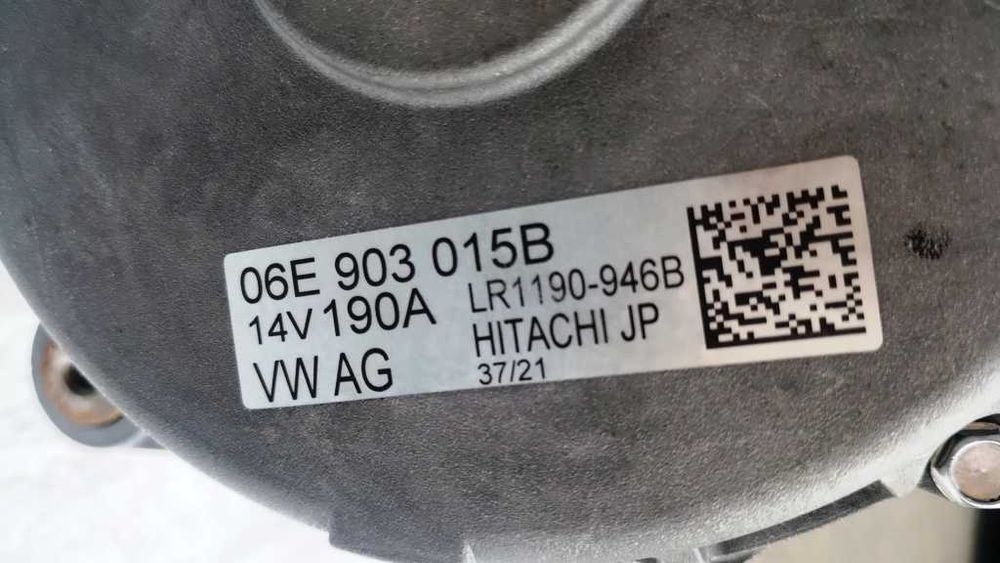 06E 903 015B
14V 190A LR1190-946B
VW AG HITACHI JP
37/21